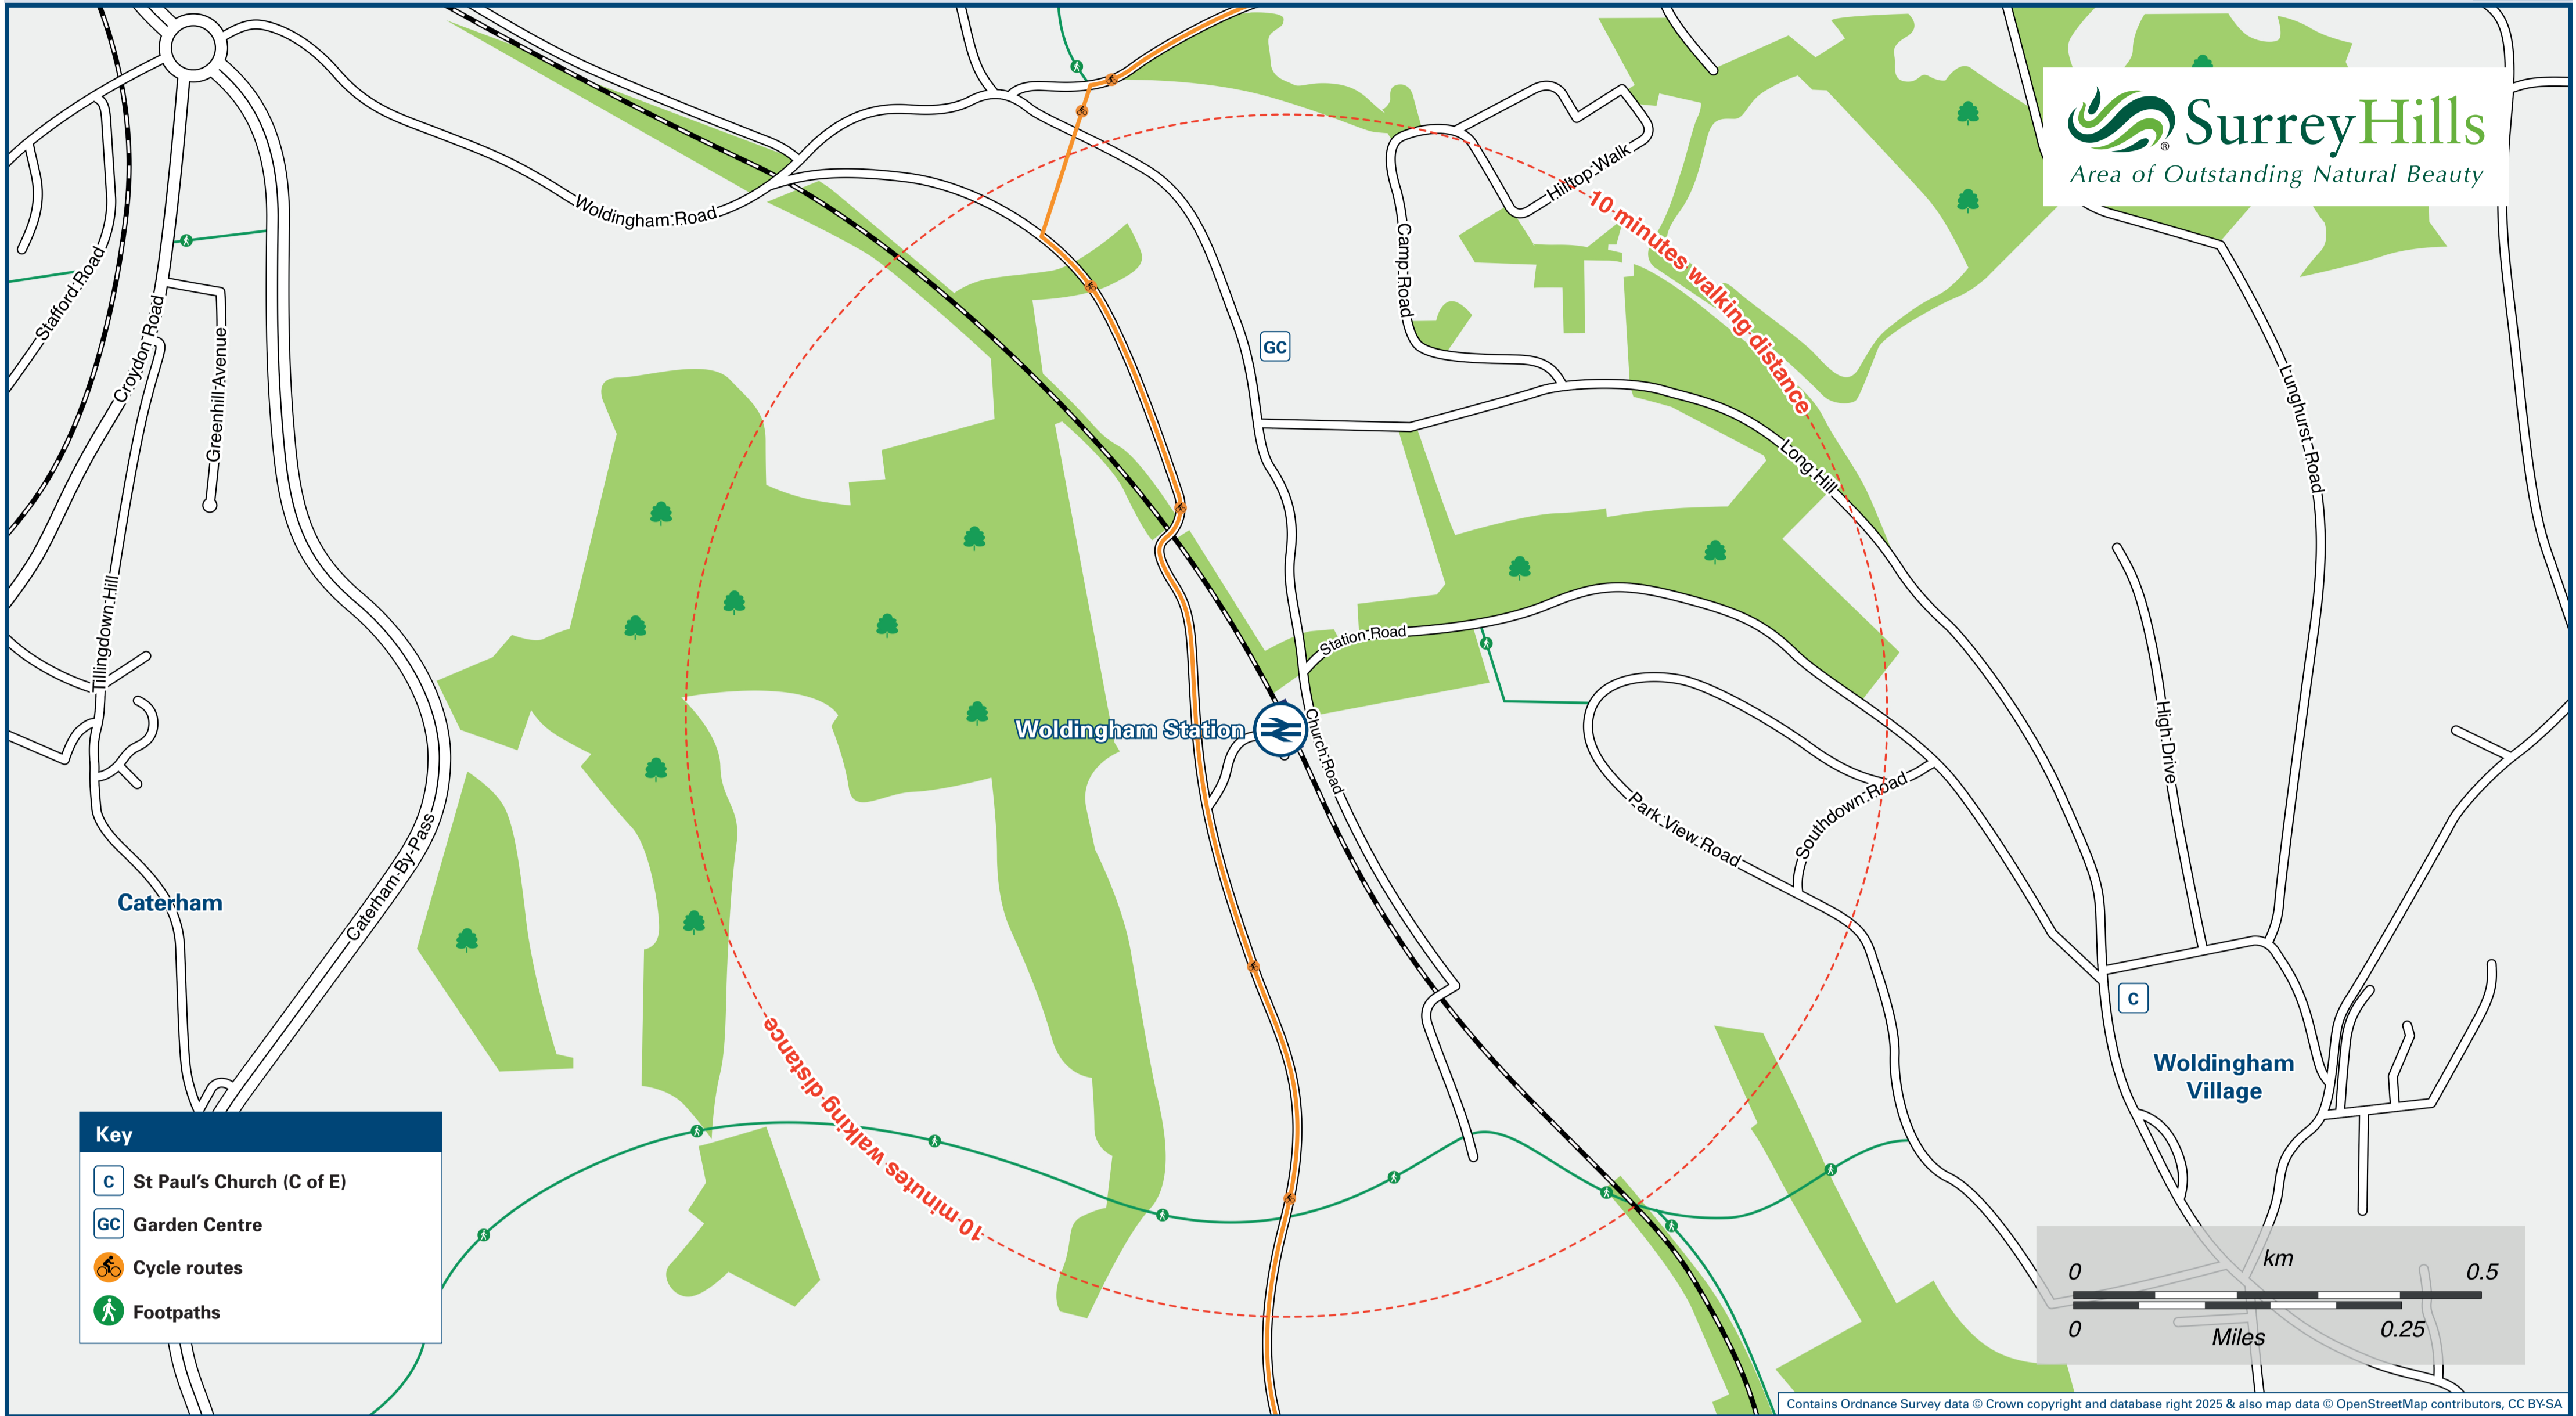 SurreyHills
®
Area of Outstanding Natural Beauty
Woldingham Road
Hilltop Walk
10 minutes walking distance
Camp Road
Stafford Road
Croydon Road
Greenhill Avenue
GC
Lunghurst Road
Long Hill
Tillingdown Hill
Station Road
Woldingham Station
Church Road
High Drive
Park View Road
Southdown Road
Caterham By-Pass
Caterham
C
Woldingham
Village
10 minutes walking distance
Key
C St Paul's Church (C of E)
GC Garden Centre
Cycle routes
Footpaths
km
0 0.5
0 0.25
Miles
Contains Ordnance Survey data © Crown copyright and database right 2025 & also map data © OpenStreetMap contributors, CC BY-SA